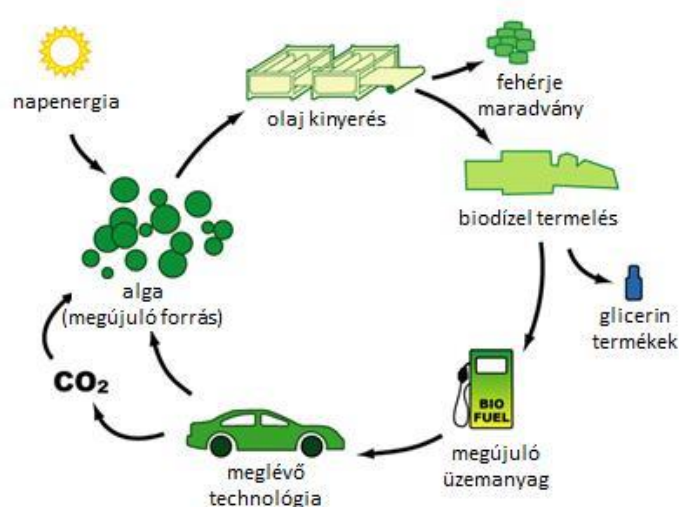 napenergia
olaj kinyerés
fehérje
maradvány
biodízel termelés
glicerin
termékek
BIO
FUEL
megújuló
üzemanyag
meglévő
technológia
CO₂
alga
(megújuló forrás)